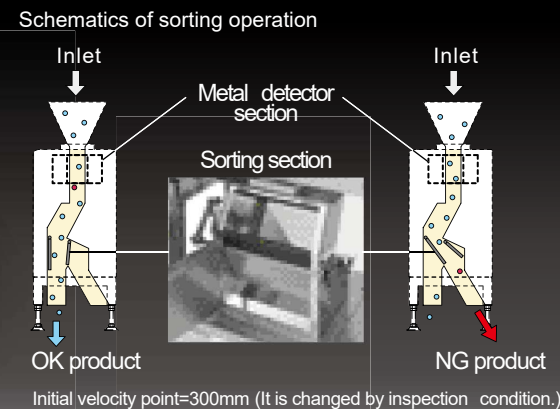 Schematics of sorting operation
Inlet
Inlet
Metal detector
section
Sorting section
OK product
NG product
Initial velocity point=300mm (It is changed by inspection condition.)